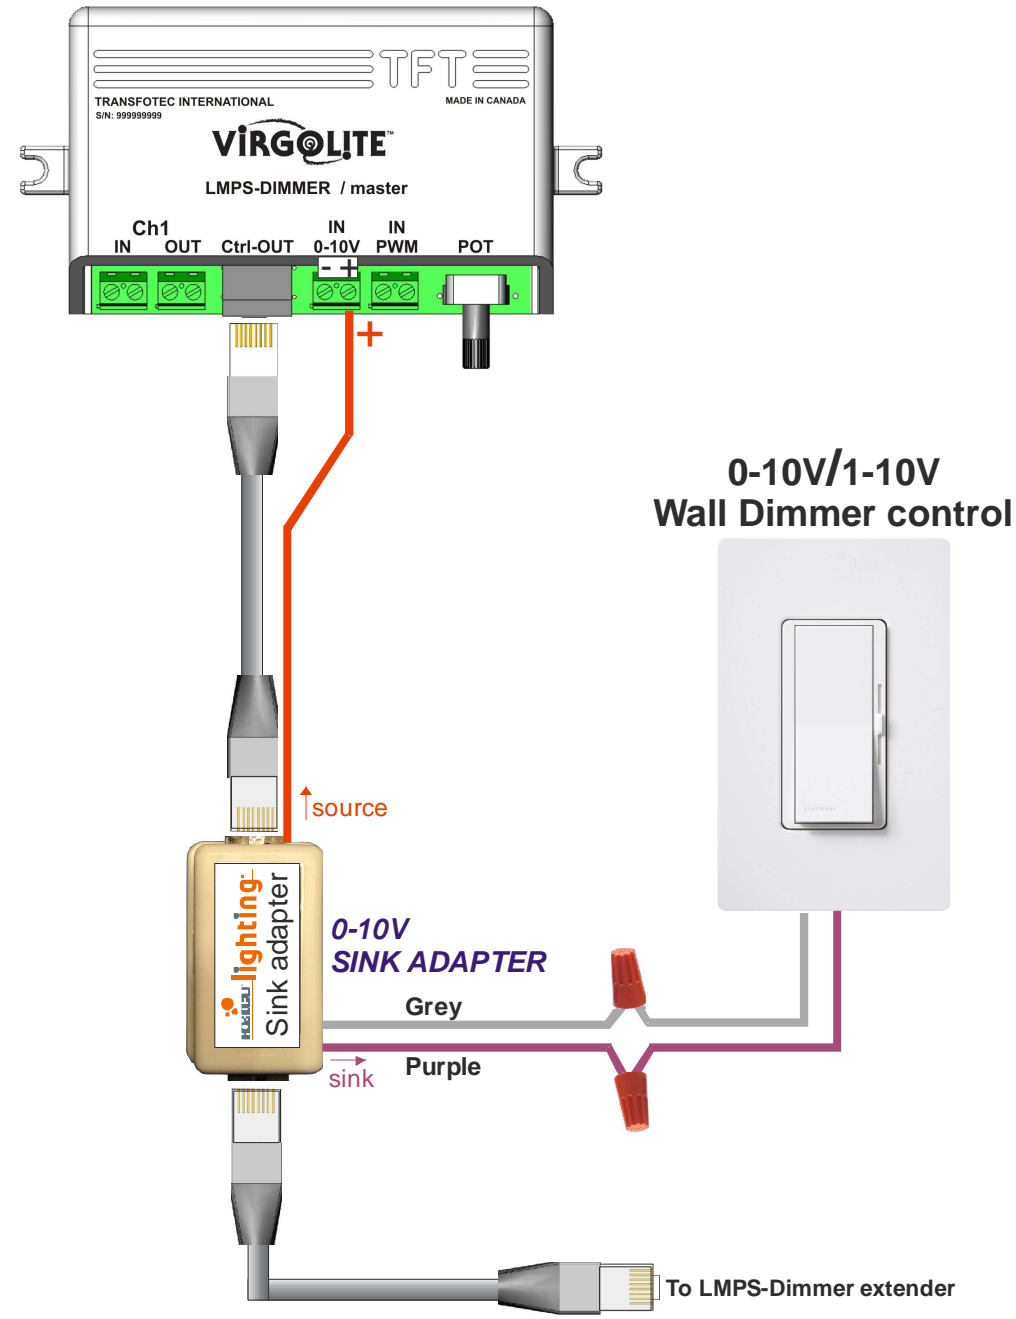 TFT
TRANSFOTEC INTERNATIONAL
MADE IN CANADA
S/N: 999999999
VIRGOLITE™
LMPS-DIMMER / master
Ch1
IN OUT Ctrl-OUT IN 0-10V IN PWM POT
- +
+
0-10V/1-10V
Wall Dimmer control
LUTRON
source
lighting
Sink adapter
0-10V
SINK ADAPTER
Grey
Purple
sink
To LMPS-Dimmer extender